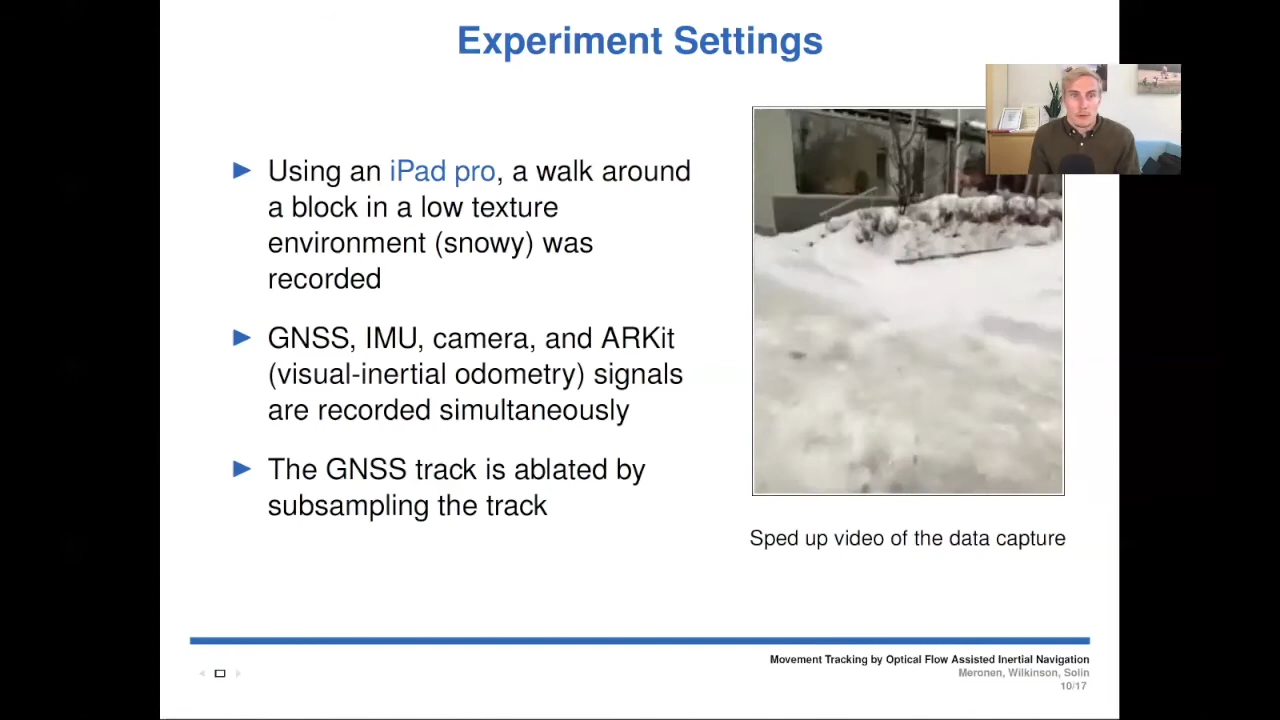 Experiment Settings
Using an iPad pro, a walk around
a block in a low texture
environment (snowy) was
recorded
GNSS, IMU, camera, and ARKit
(visual-inertial odometry) signals
are recorded simultaneously
The GNSS track is ablated by
subsampling the track
Sped up video of the data capture
Movement Tracking by Optical Flow Assisted Inertial Navigation
Meronen, Wilkinson, Solin
10/17